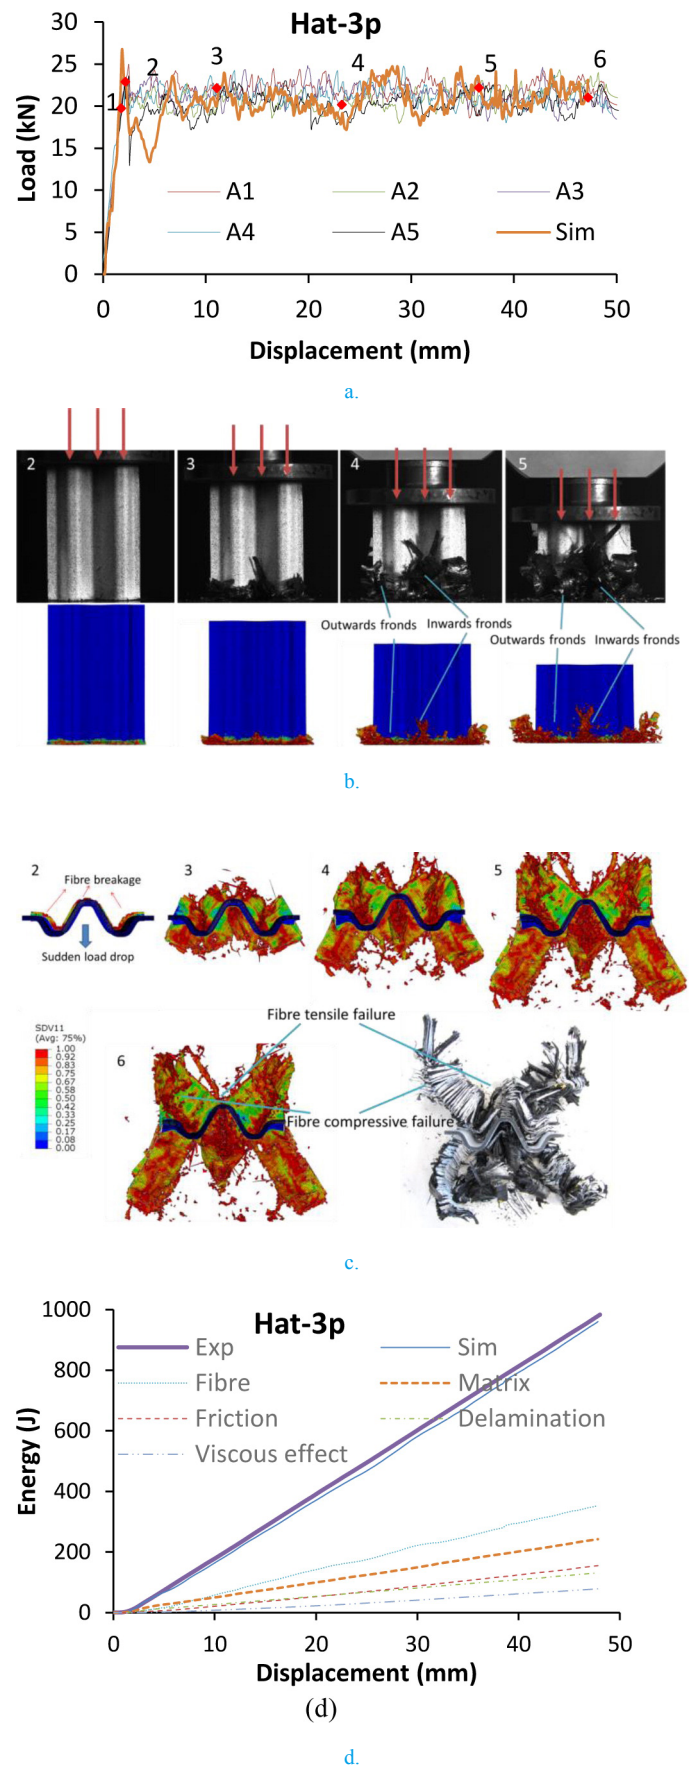 Hat-3p
30
25
20
15
10
5
0
Load (kN)
1
2
3
4
5
6
A1
A2
A3
A4
A5
Sim
0
10
20
30
40
50
Displacement (mm)
a.
2
3
4
5
Outwards fronds
Inwards fronds
Outwards fronds
Inwards fronds
b.
2
3
4
5
Fibre breakage
Sudden load drop
SDV11
(Avg: 75%)
1.00
0.92
0.83
0.75
0.67
0.58
0.50
0.42
0.33
0.25
0.17
0.08
0.00
6
Fibre tensile failure
Fibre compressive failure
c.
Hat-3p
1000
800
600
400
200
0
Energy (J)
Exp
Sim
Fibre
Matrix
Friction
Delamination
Viscous effect
0
10
20
30
40
50
Displacement (mm)
(d)
d.